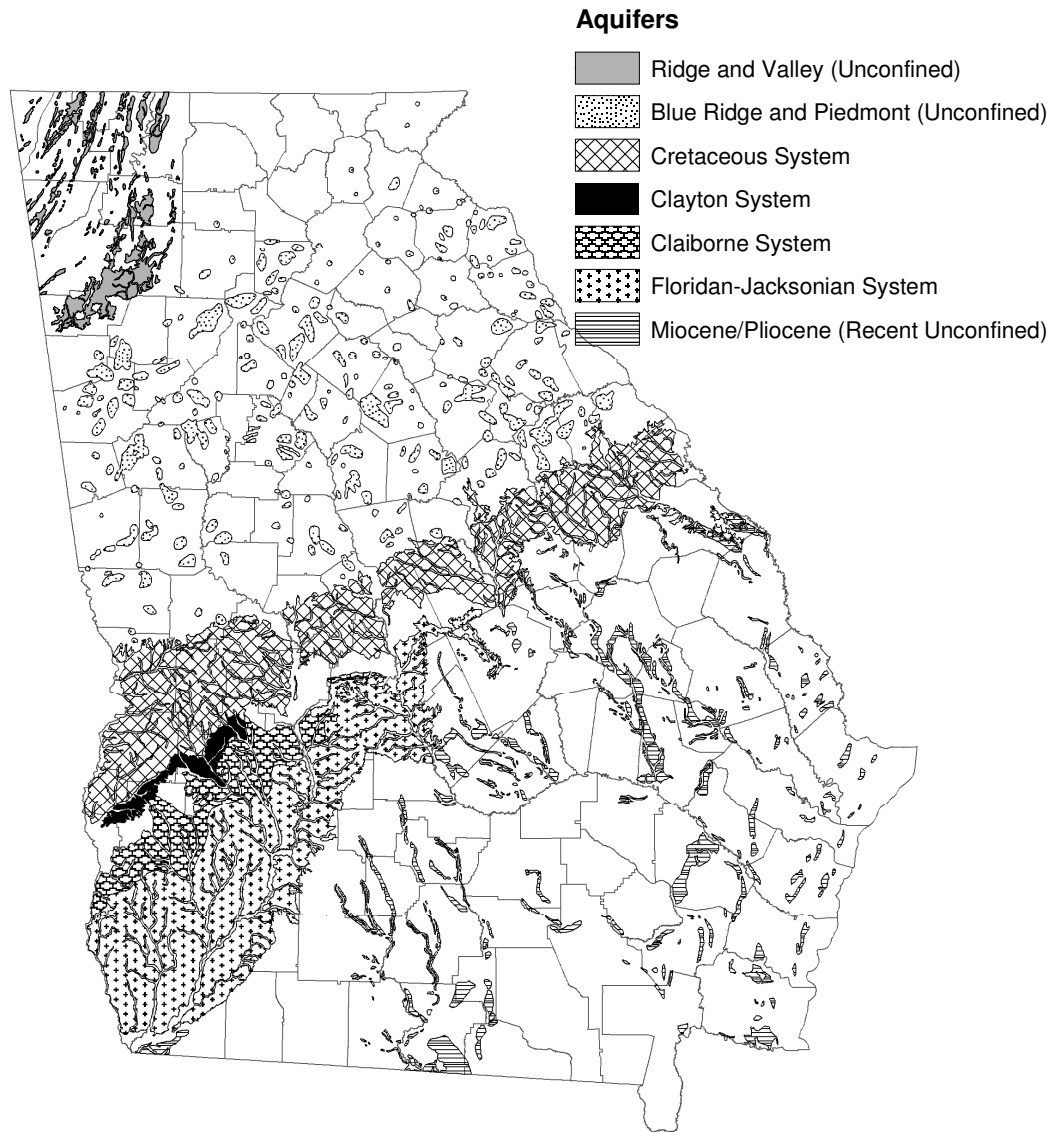 Aquifers
Ridge and Valley (Unconfined)
Blue Ridge and Piedmont (Unconfined)
Cretaceous System
Clayton System
Claiborne System
Floridan-Jacksonian System
Miocene/Pliocene (Recent Unconfined)